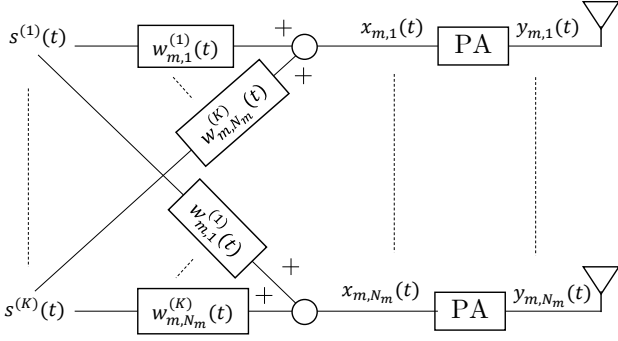 s^{(1)}(t)
w_{m,1}^{(1)}(t)
+
x_{m,1}(t)
PA
y_{m,1}(t)
+
w_{m,N_m}^{(K)}(t)
w_{m,1}^{(1)}(t)
+
s^{(K)}(t)
w_{m,N_m}^{(K)}(t)
+
x_{m,N_m}(t)
PA
y_{m,N_m}(t)